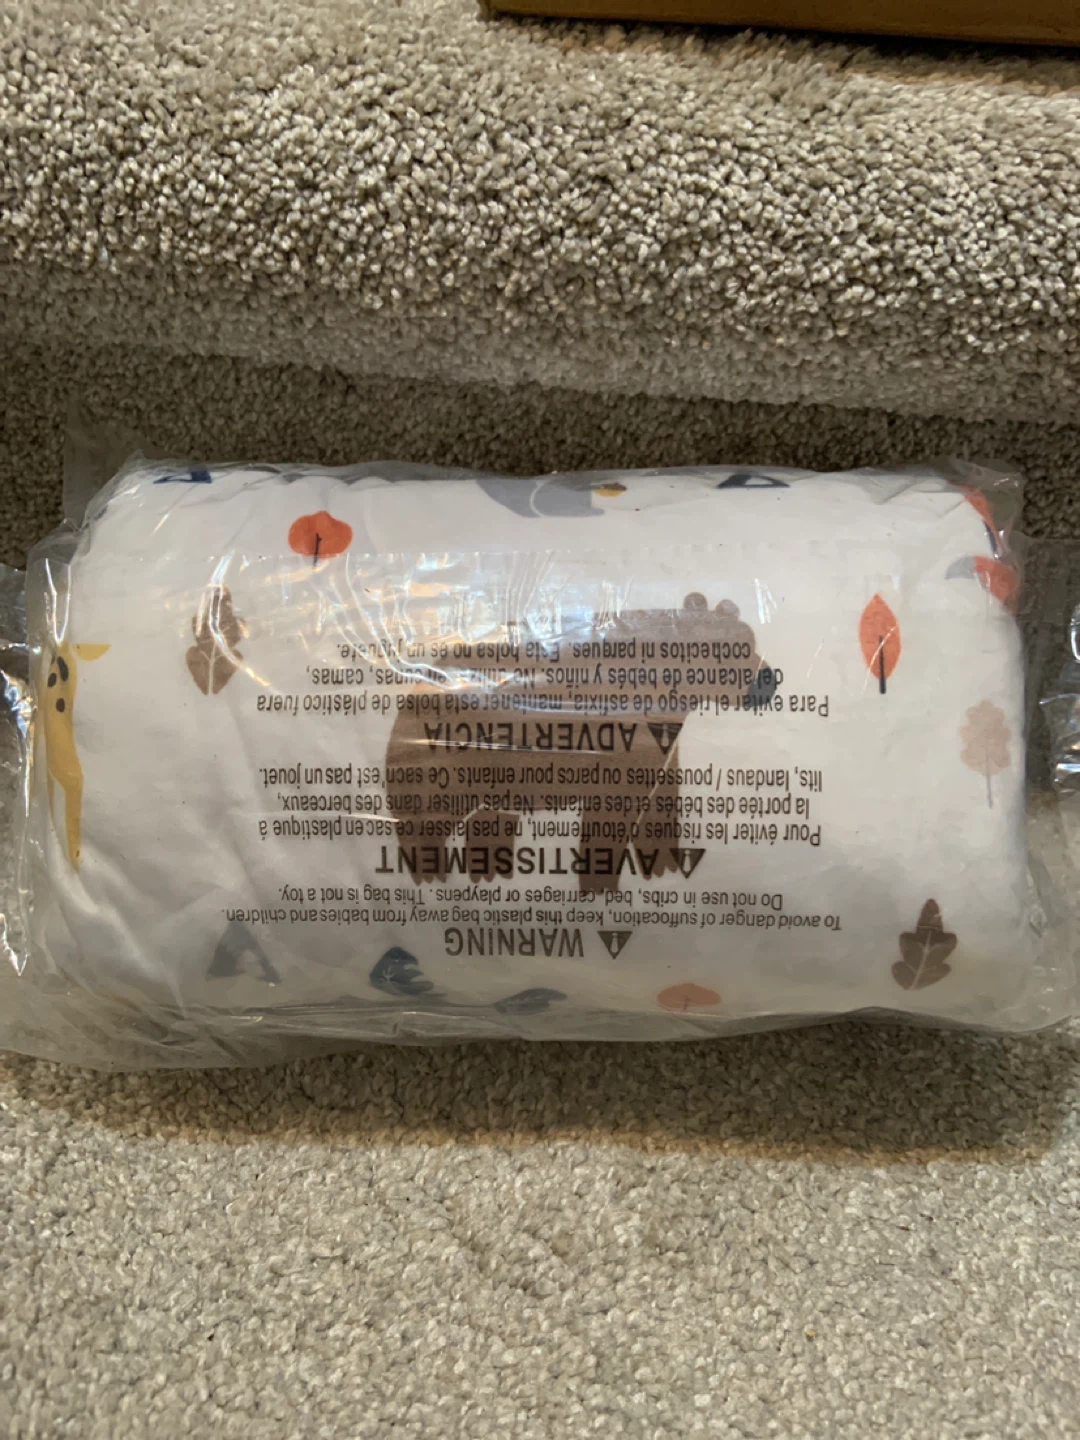 WARNING
To avoid danger of suffocation, keep this plastic bag away from babies and children.
Do not use in cribs, bed, carriages or playpens. This bag is not a toy.
AVERTISSEMENT
Pour éviter les risques d'étouffement, ne pas laisser ce sac en plastique á
la portée des bébés et des enfants. Ne pas utiliser dans des berceaux,
lits, landaus / poussettes ou parcs pour enfants. Ce sac n'est pas un jouet.
ADVERTENCIA
Para evitar el riesgo de asfixia, mantener esta bolsa de plástico fuera
del alcance de bebés y niños. No utilizar en cunas, camas,
cochecitos ni parques. Esta bolsa no es un juguete.